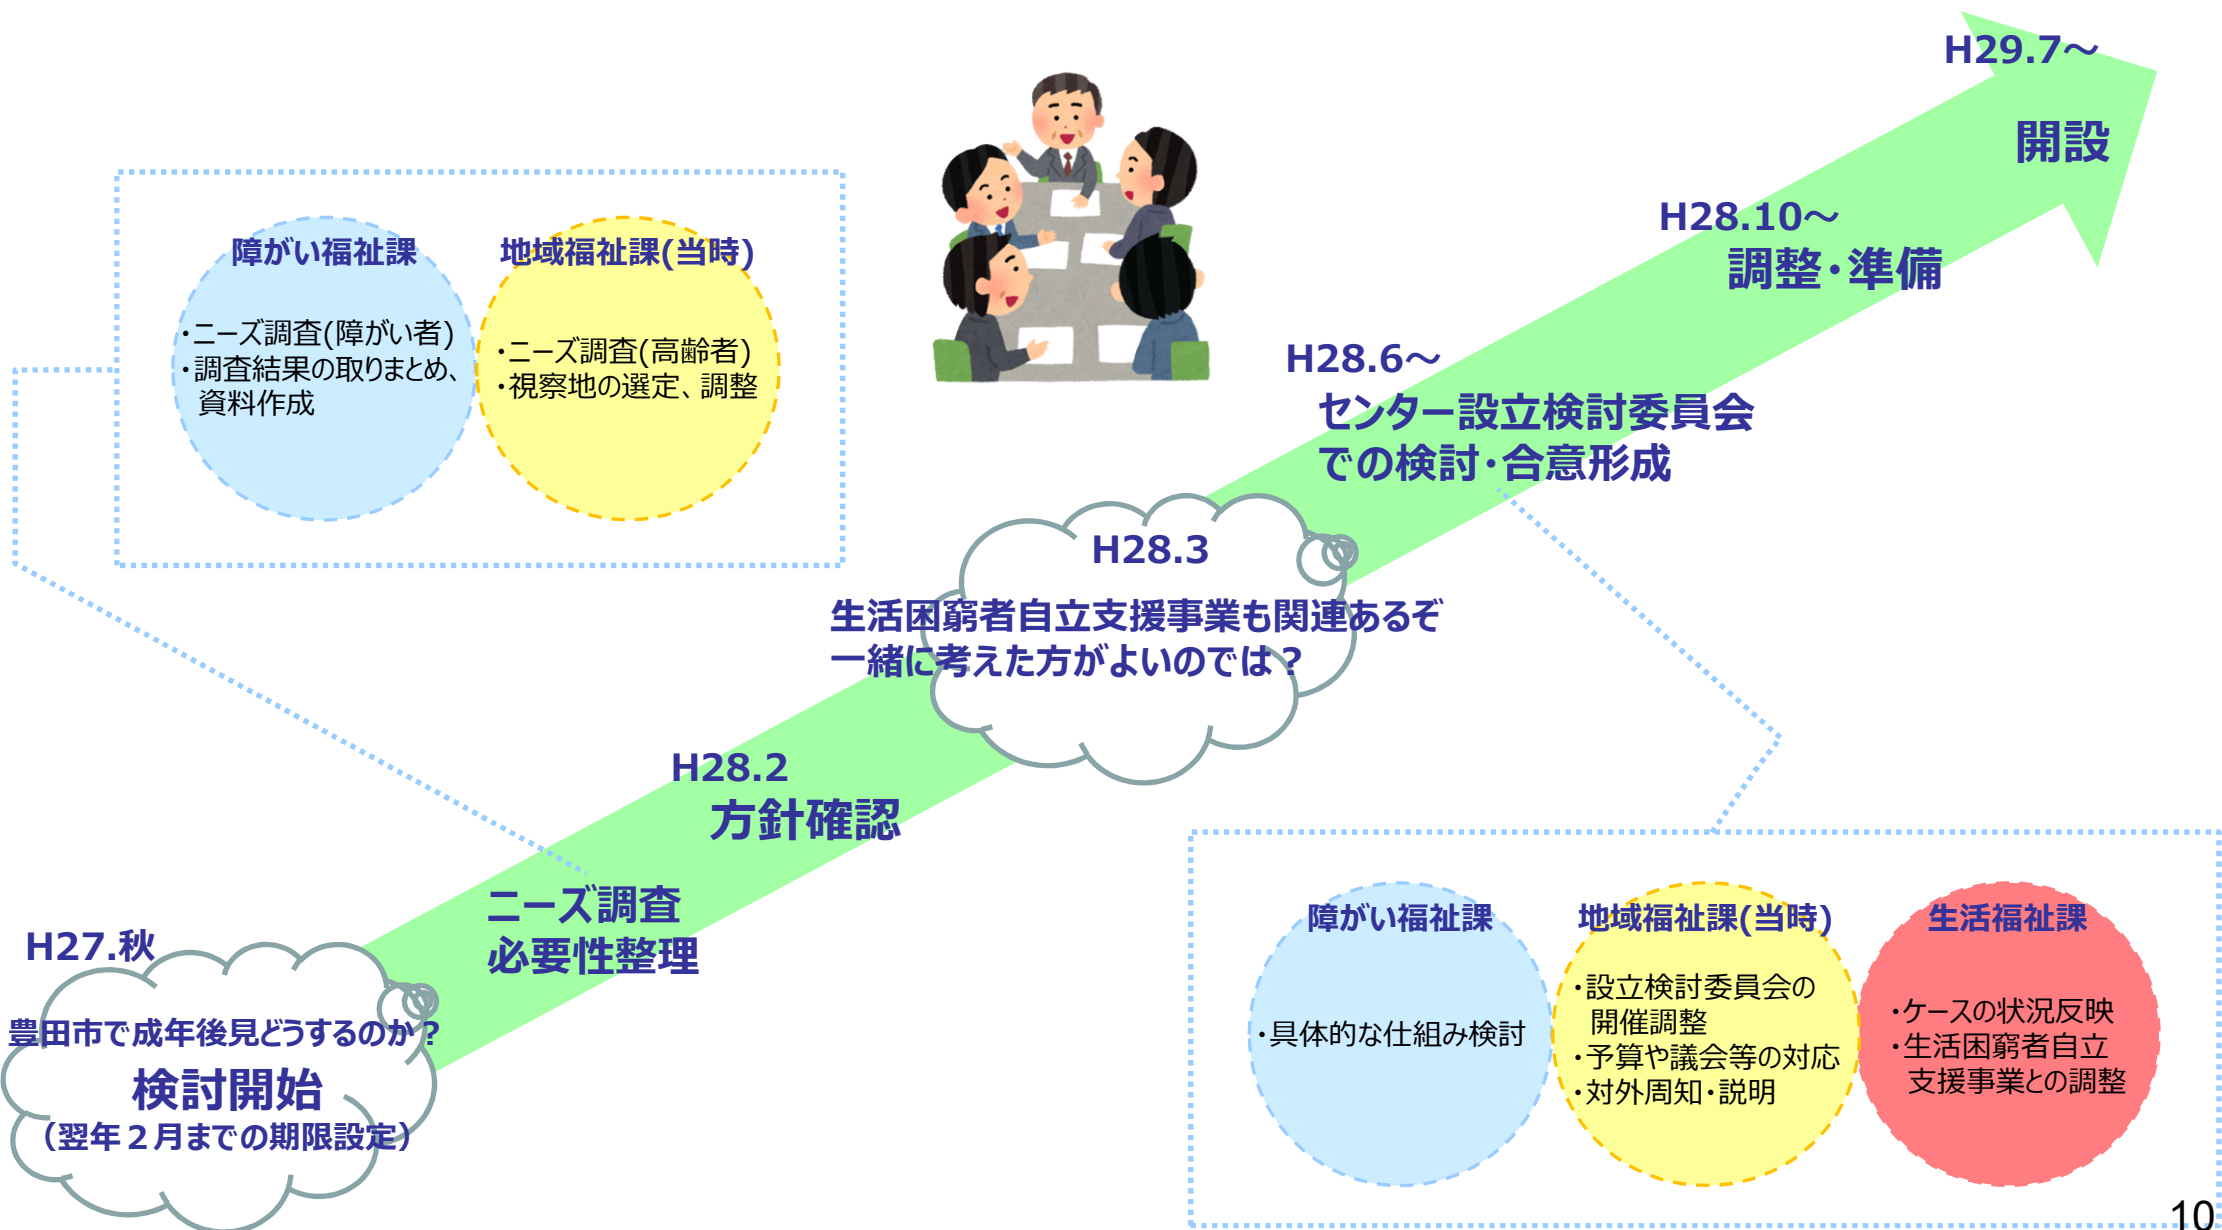 H29.7～
開設
H28.10～
調整・準備
H28.6～
センター設立検討委員会
での検討・合意形成
障がい福祉課
・ニーズ調査(障がい者)
・調査結果の取りまとめ、
資料作成
地域福祉課(当時)
・ニーズ調査(高齢者)
・視察地の選定、調整
H28.3
生活困窮者自立支援事業も関連あるぞ
一緒に考えた方がよいのでは？
H28.2
方針確認
ニーズ調査
必要性整理
H27.秋
豊田市で成年後見どうするのか？
検討開始
（翌年２月までの期限設定）
障がい福祉課
・具体的な仕組み検討
地域福祉課(当時)
・設立検討委員会の
開催調整
・予算や議会等の対応
・対外周知・説明
生活福祉課
・ケースの状況反映
・生活困窮者自立
支援事業との調整
10